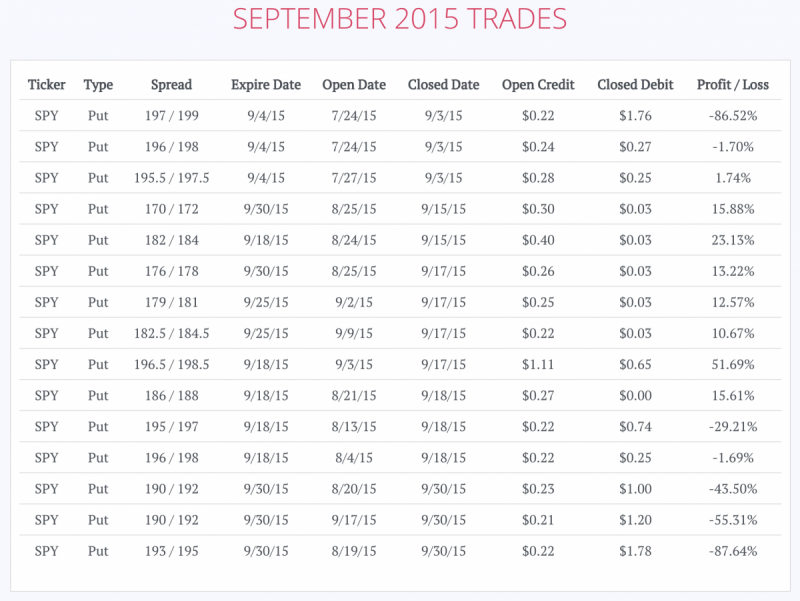 SEPTEMBER 2015 TRADES
Ticker Type Spread Expire Date Open Date Closed Date Open Credit Closed Debit Profit / Loss
SPY Put 197 / 199 9/4/15 7/24/15 9/3/15 $0.22 $1.76 -86.52%
SPY Put 196 / 198 9/4/15 7/24/15 9/3/15 $0.24 $0.27 -1.70%
SPY Put 195.5 / 197.5 9/4/15 7/27/15 9/3/15 $0.28 $0.25 1.74%
SPY Put 170 / 172 9/30/15 8/25/15 9/15/15 $0.30 $0.03 15.88%
SPY Put 182 / 184 9/18/15 8/24/15 9/15/15 $0.40 $0.03 23.13%
SPY Put 176 / 178 9/30/15 8/25/15 9/17/15 $0.26 $0.03 13.22%
SPY Put 179 / 181 9/25/15 9/2/15 9/17/15 $0.25 $0.03 12.57%
SPY Put 182.5 / 184.5 9/25/15 9/9/15 9/17/15 $0.22 $0.03 10.67%
SPY Put 196.5 / 198.5 9/18/15 9/3/15 9/17/15 $1.11 $0.65 51.69%
SPY Put 186 / 188 9/18/15 8/21/15 9/18/15 $0.27 $0.00 15.61%
SPY Put 195 / 197 9/18/15 8/13/15 9/18/15 $0.22 $0.74 -29.21%
SPY Put 196 / 198 9/18/15 8/4/15 9/18/15 $0.22 $0.25 -1.69%
SPY Put 190 / 192 9/30/15 8/20/15 9/30/15 $0.23 $1.00 -43.50%
SPY Put 190 / 192 9/30/15 9/17/15 9/30/15 $0.21 $1.20 -55.31%
SPY Put 193 / 195 9/30/15 8/19/15 9/30/15 $0.22 $1.78 -87.64%